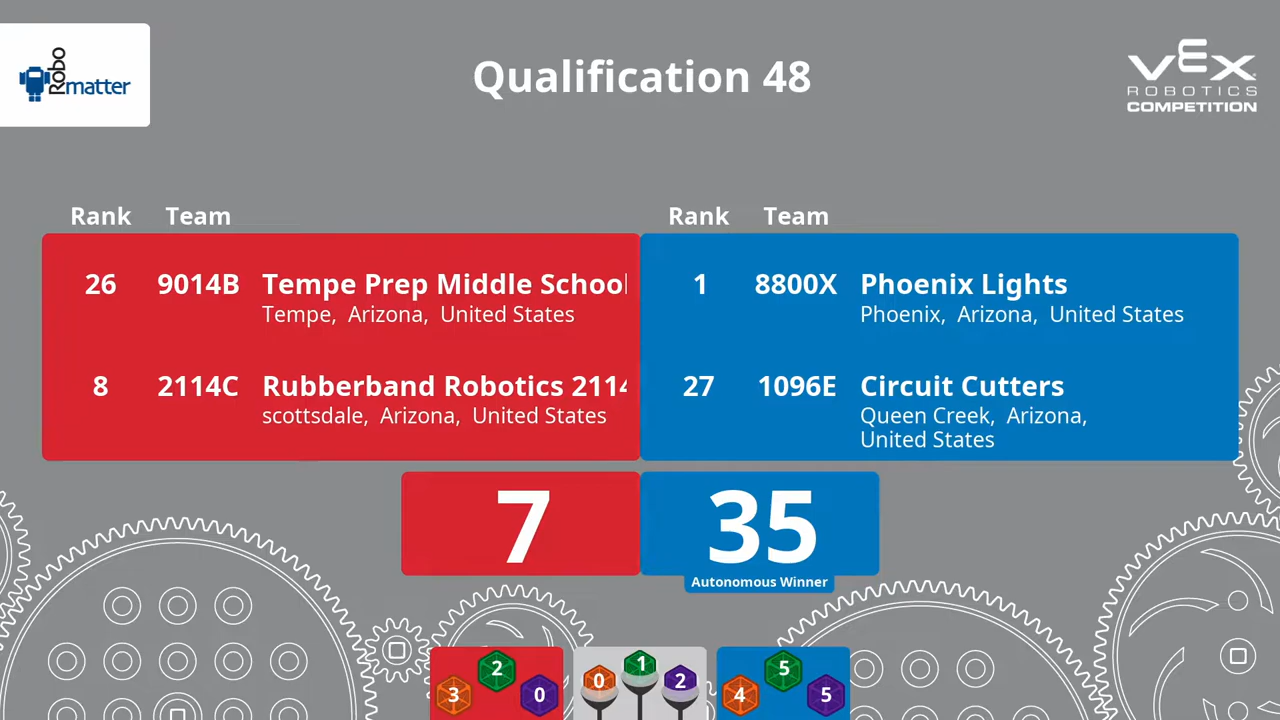 Robo
matter
Qualification 48
VEX
ROBOTICS
COMPETITION
Rank Team
26 9014B Tempe Prep Middle School
Tempe, Arizona, United States
8 2114C Rubberband Robotics 2114
scottsdale, Arizona, United States
Rank Team
1 8800X Phoenix Lights
Phoenix, Arizona, United States
27 1096E Circuit Cutters
Queen Creek, Arizona,
United States
7
35
Autonomous Winner
3 2 0
0 1 2
4 5 5